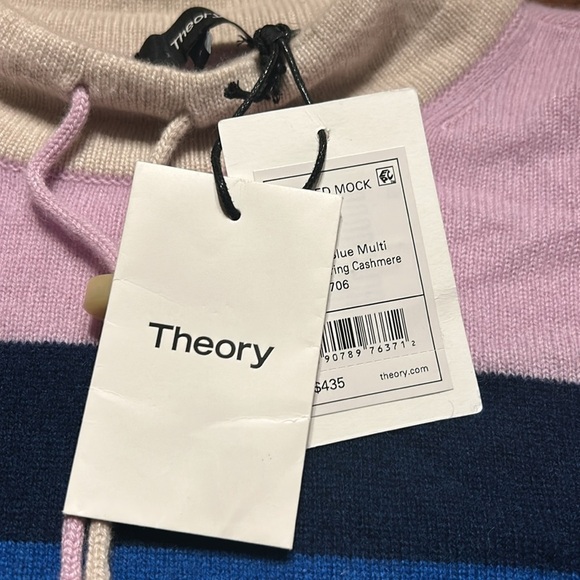 Theory
Theory
ED MOCK
Blue Multi
ring Cashmere
706
90789 76371 2
$435
theory.com